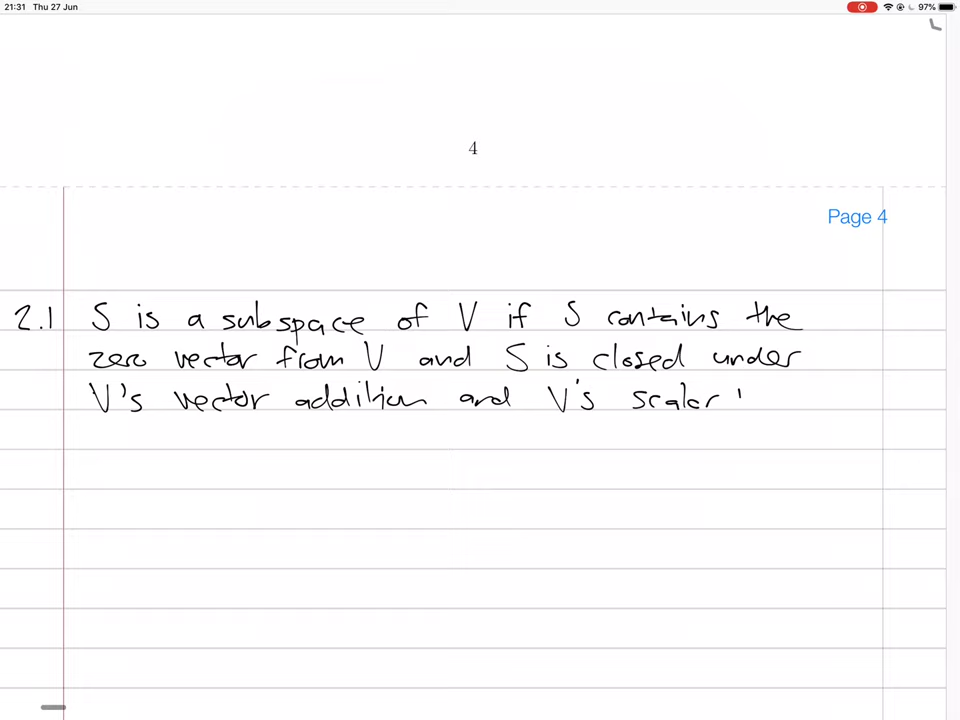 21:31 Thu 27 Jun 97%
4
Page 4
2.1 S is a subspace of V if S contains the
zero vector from V and S is closed under
V's vector addition and V's scalar